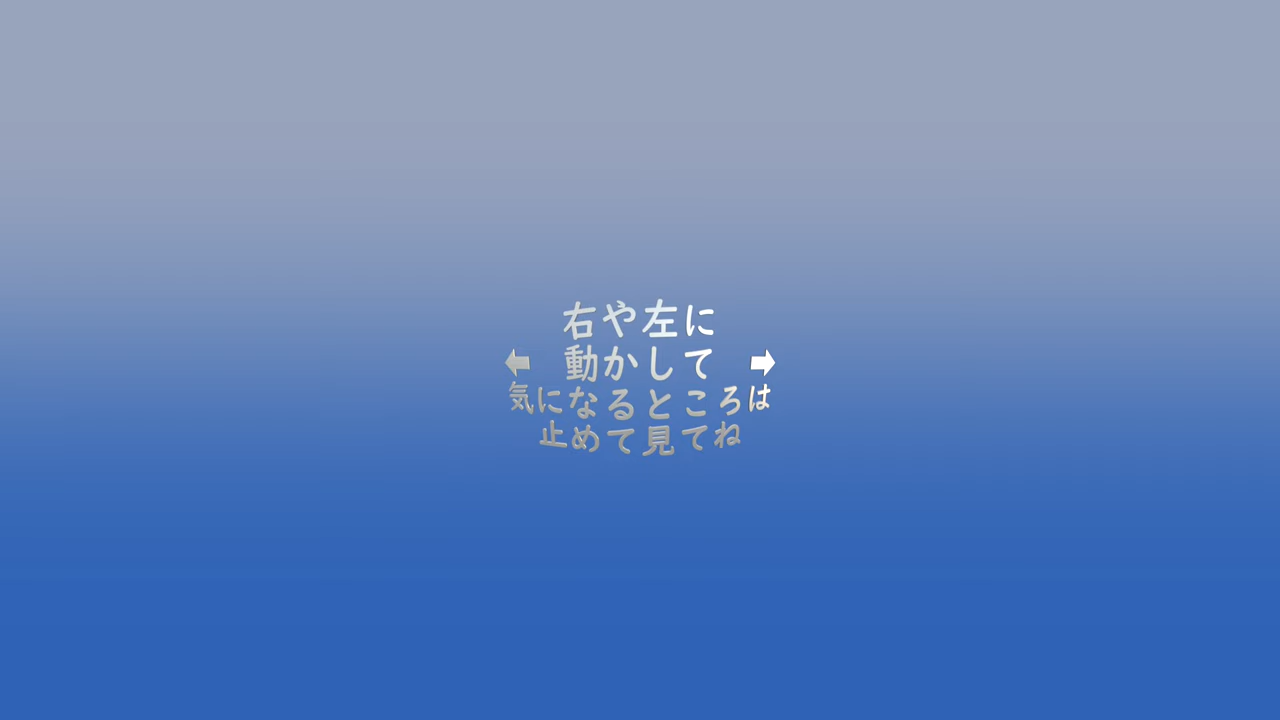 右や左に
動かして
気になるところは
止めて見てね